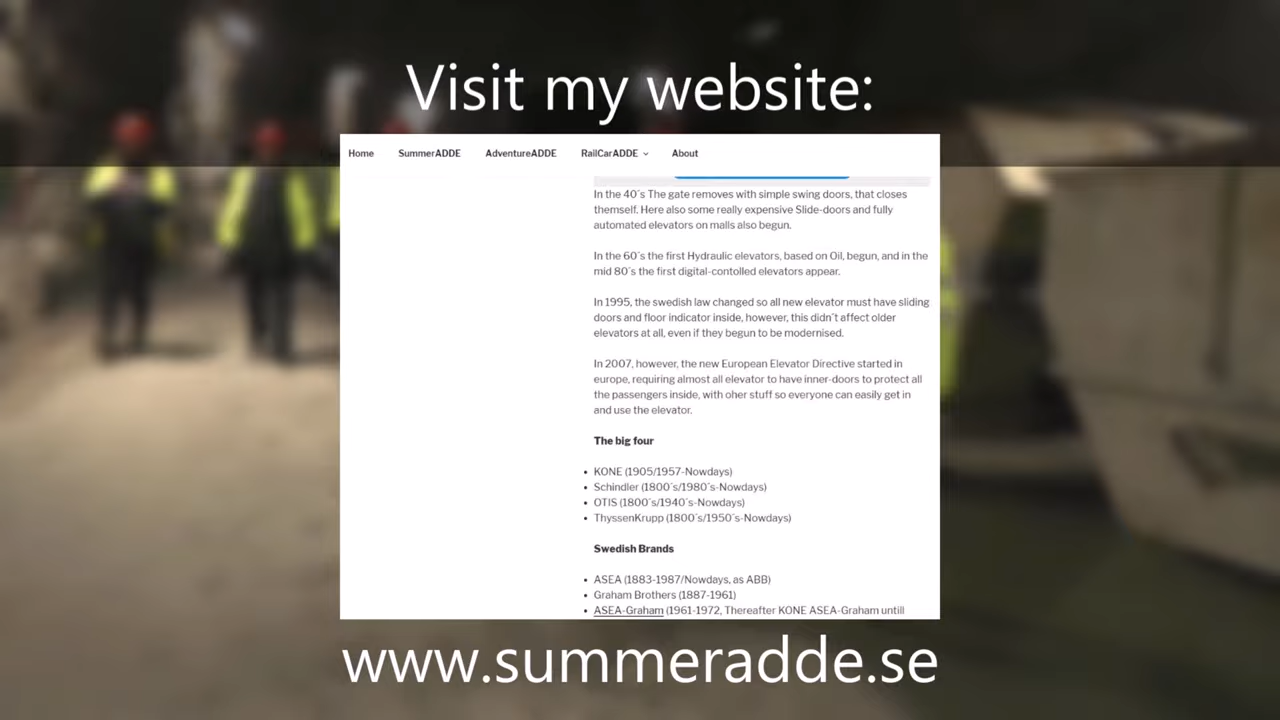 Visit my website:
Home SummerADDE AdventureADDE RailCarADDE About
In the 40´s The gate removes with simple swing doors, that closes
themself. Here also some really expensive Slide-doors and fully
automated elevators on malls also begun.
In the 60´s the first Hydraulic elevators, based on Oil, begun, and in the
mid 80´s the first digital-contolled elevators appear.
In 1995, the swedish law changed so all new elevator must have sliding
doors and floor indicator inside, however, this didn´t affect older
elevators at all, even if they begun to be modernised.
In 2007, however, the new European Elevator Directive started in
europe, requiring almost all elevator to have inner-doors to protect all
the passengers inside, with oher stuff so everyone can easily get in
and use the elevator.
The big four
• KONE (1905/1957-Nowdays)
• Schindler (1800´s/1980´s-Nowdays)
• OTIS (1800´s/1940´s-Nowdays)
• ThyssenKrupp (1800´s/1950´s-Nowdays)
Swedish Brands
• ASEA (1883-1987/Nowdays, as ABB)
• Graham Brothers (1887-1961)
• ASEA-Graham (1961-1972, Thereafter KONE ASEA-Graham untill
www.summeradde.se